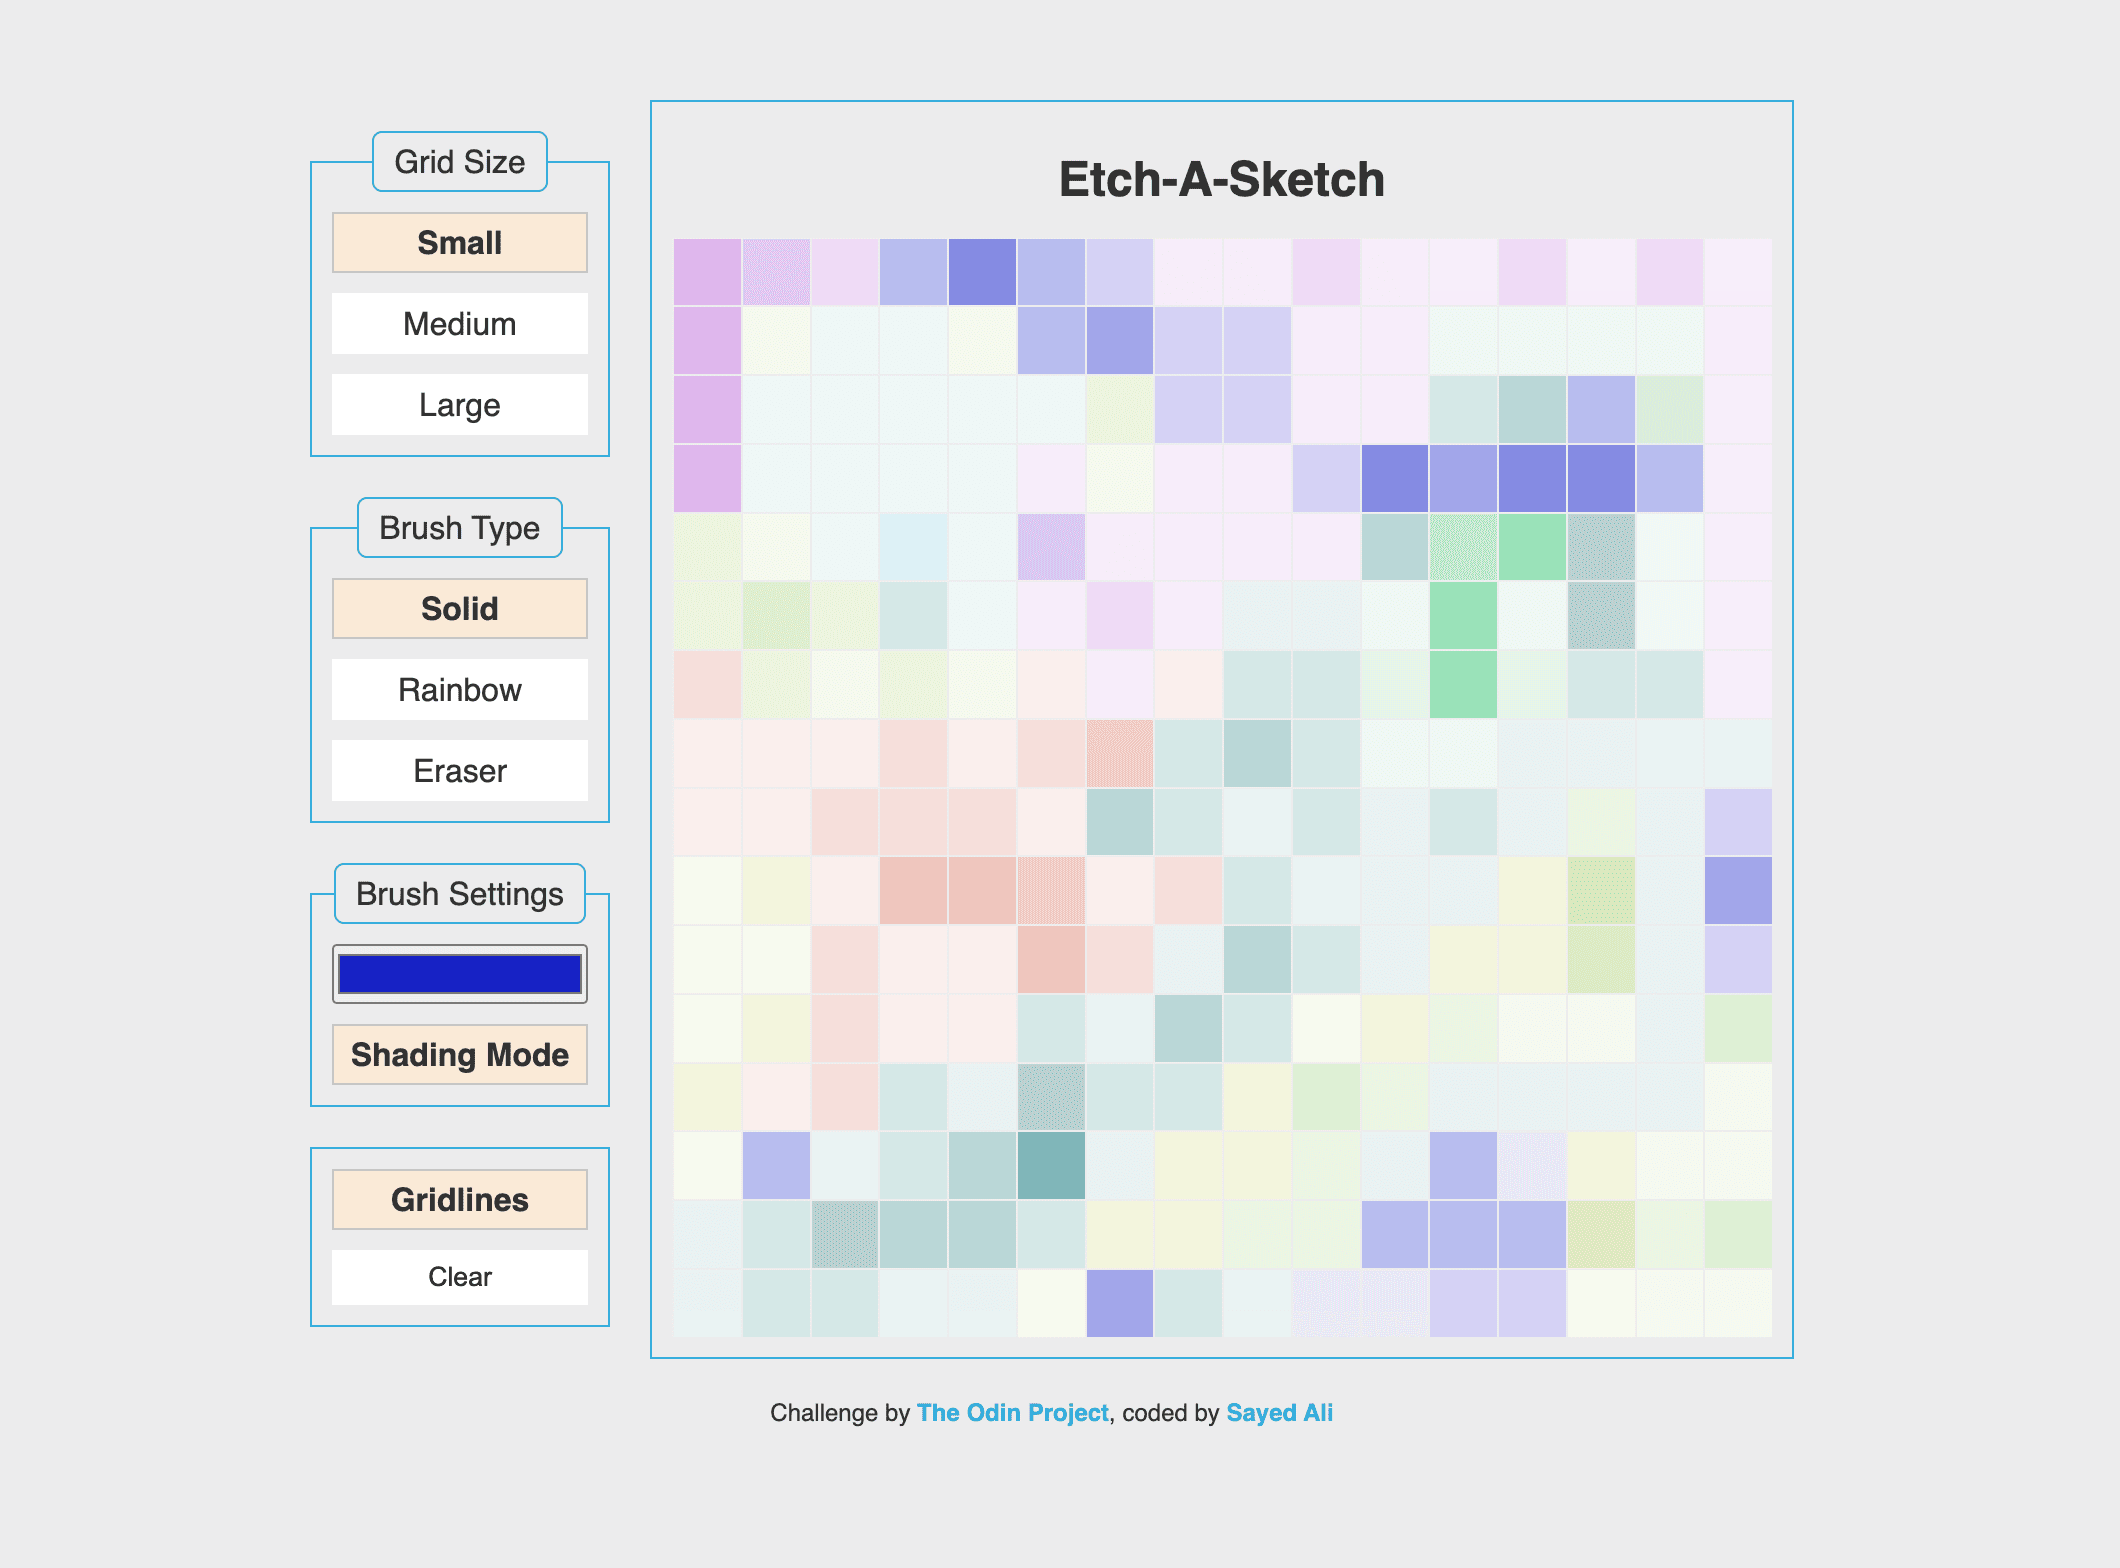 Grid Size
Small
Medium
Large
Brush Type
Solid
Rainbow
Eraser
Brush Settings
Shading Mode
Gridlines
Clear
Etch-A-Sketch
Challenge by The Odin Project, coded by Sayed Ali